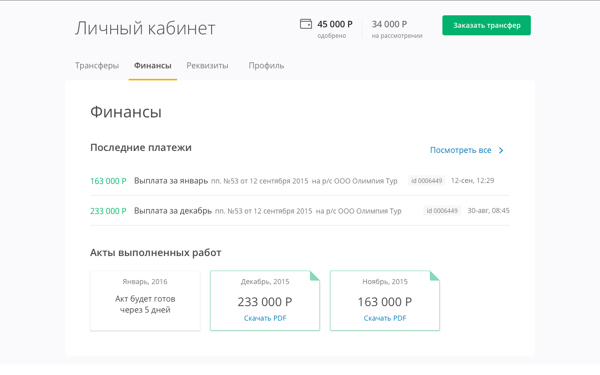 Личный кабинет
45 000 Р
одобрено
34 000 Р
на рассмотрении
Заказать трансфер
Трансферы Финансы Реквизиты Профиль
Финансы
Последние платежи
Посмотреть все
163 000 Р Выплата за январь пп. №53 от 12 сентября 2015 на р/с ООО Олимпия Тур id 0006449 12-сен, 12:29
233 000 Р Выплата за декабрь пп. №53 от 12 сентября 2015 на р/с ООО Олимпия Тур id 0006449 30-авг, 08:45
Акты выполненных работ
Январь, 2016
Акт будет готов
через 5 дней
Декабрь, 2015
233 000 Р
Скачать PDF
Ноябрь, 2015
163 000 Р
Скачать PDF